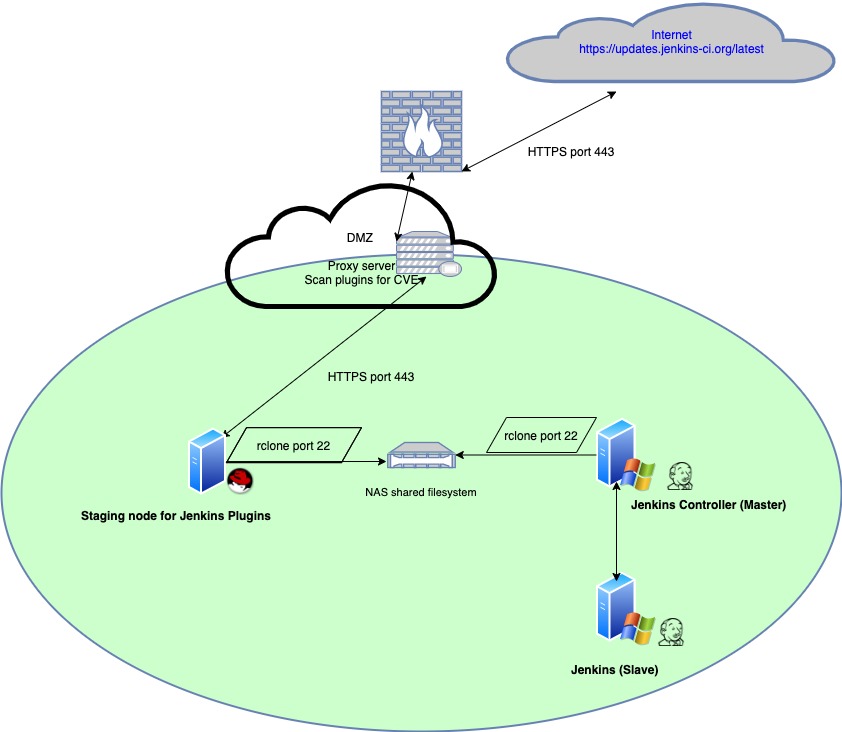 Internet
https://updates.jenkins-ci.org/latest
HTTPS port 443
DMZ
Proxy server
Scan plugins for CVE
HTTPS port 443
rclone port 22
rclone port 22
NAS shared filesystem
Jenkins Controller (Master)
Staging node for Jenkins Plugins
Jenkins (Slave)